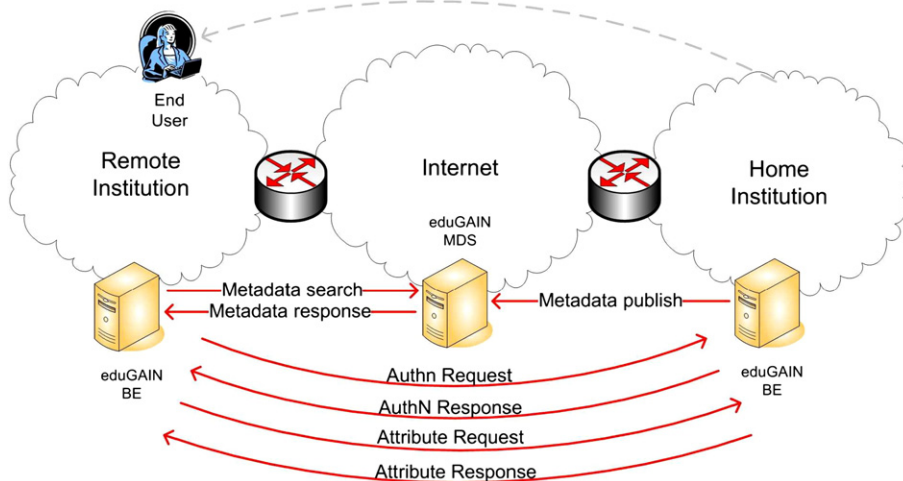 End
User
Remote
Institution
Internet
Home
Institution
eduGAIN
MDS
Metadata search
Metadata response
Metadata publish
eduGAIN
BE
eduGAIN
BE
Authn Request
AuthN Response
Attribute Request
Attribute Response